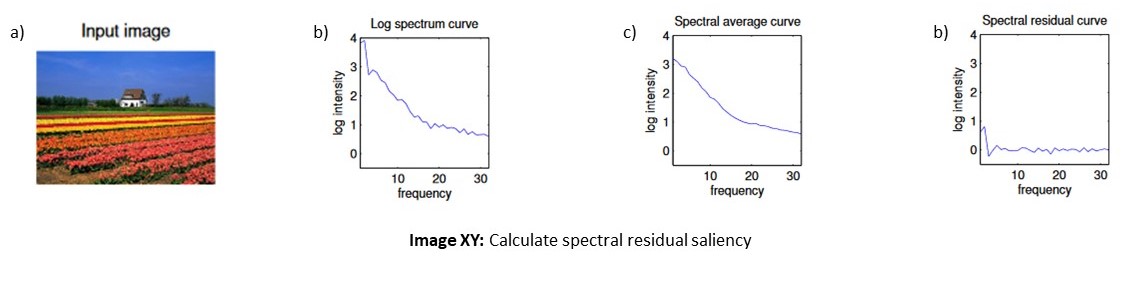 a)
Input image
b)
Log spectrum curve
4
3
2
1
0
log intensity
10 20 30
frequency
c)
Spectral average curve
4
3
2
1
0
log intensity
10 20 30
frequency
b)
Spectral residual curve
4
3
2
1
0
log intensity
10 20 30
frequency
Image XY: Calculate spectral residual saliency